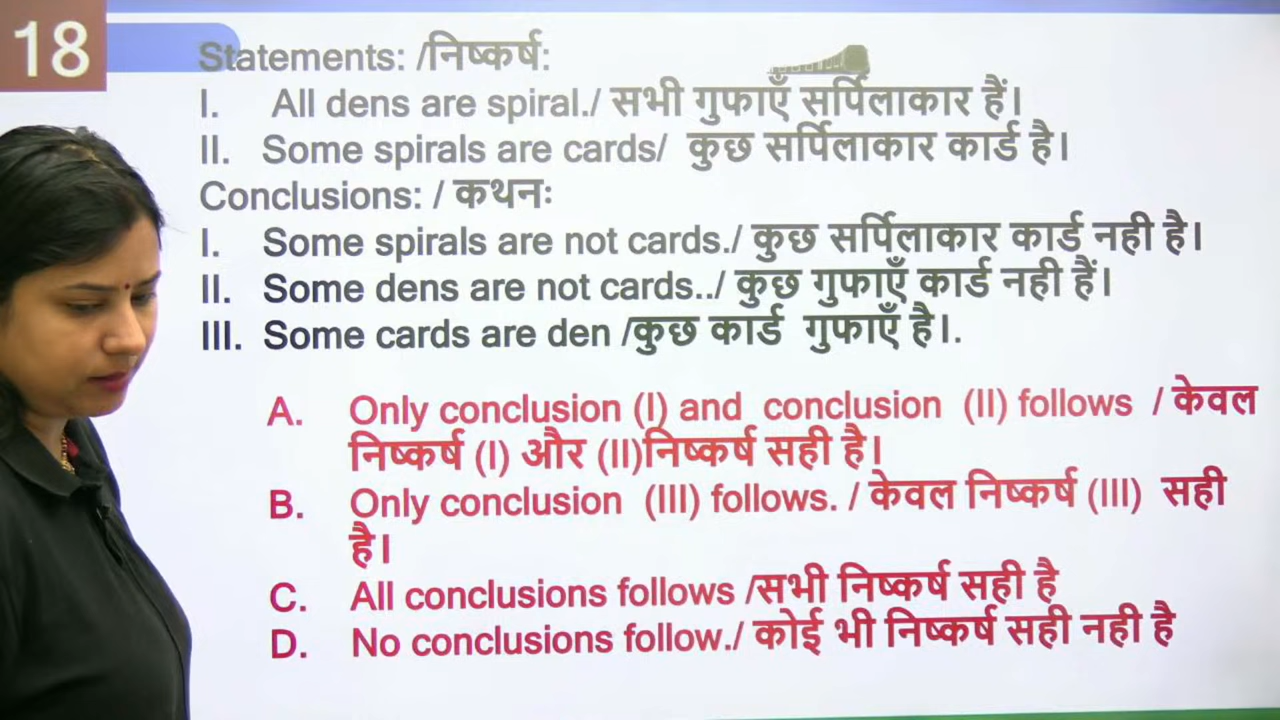 18
Statements: /निष्कर्ष:
I. All dens are spiral./ सभी गुफाएँ सर्पिलाकार हैं।
II. Some spirals are cards/ कुछ सर्पिलाकार कार्ड है।
Conclusions: / कथनः
I. Some spirals are not cards./ कुछ सर्पिलाकार कार्ड नही है।
II. Some dens are not cards../ कुछ गुफाएँ कार्ड नही हैं।
III. Some cards are den /कुछ कार्ड गुफाएँ है।.
A. Only conclusion (I) and conclusion (II) follows / केवल
निष्कर्ष (I) और (II)निष्कर्ष सही है।
B. Only conclusion (III) follows. / केवल निष्कर्ष (III) सही
है।
C. All conclusions follows /सभी निष्कर्ष सही है
D. No conclusions follow./ कोई भी निष्कर्ष सही नही है